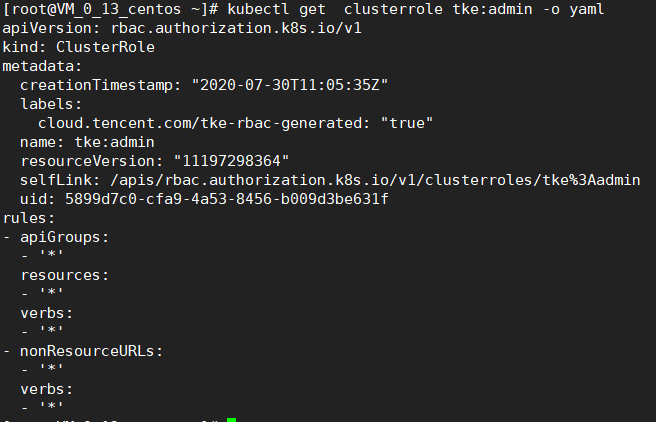 [root@VM_0_13_centos ~]# kubectl get  clusterrole tke:admin -o yaml
apiVersion: rbac.authorization.k8s.io/v1
kind: ClusterRole
metadata:
  creationTimestamp: "2020-07-30T11:05:35Z"
  labels:
    cloud.tencent.com/tke-rbac-generated: "true"
  name: tke:admin
  resourceVersion: "11197298364"
  selfLink: /apis/rbac.authorization.k8s.io/v1/clusterroles/tke%3Aadmin
  uid: 5899d7c0-cfa9-4a53-8456-b009d3be631f
rules:
- apiGroups:
  - '*'
  resources:
  - '*'
  verbs:
  - '*'
- nonResourceURLs:
  - '*'
  verbs:
  - '*'